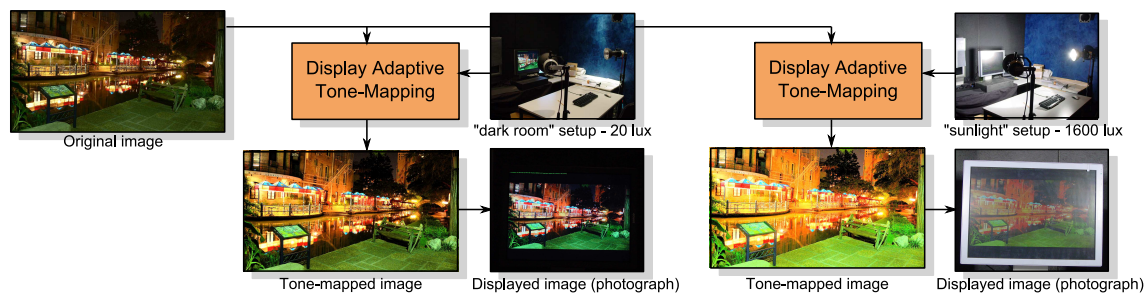 Original image
Display Adaptive
Tone-Mapping
"dark room" setup - 20 lux
Tone-mapped image
Displayed image (photograph)
Display Adaptive
Tone-Mapping
"sunlight" setup - 1600 lux
Tone-mapped image
Displayed image (photograph)